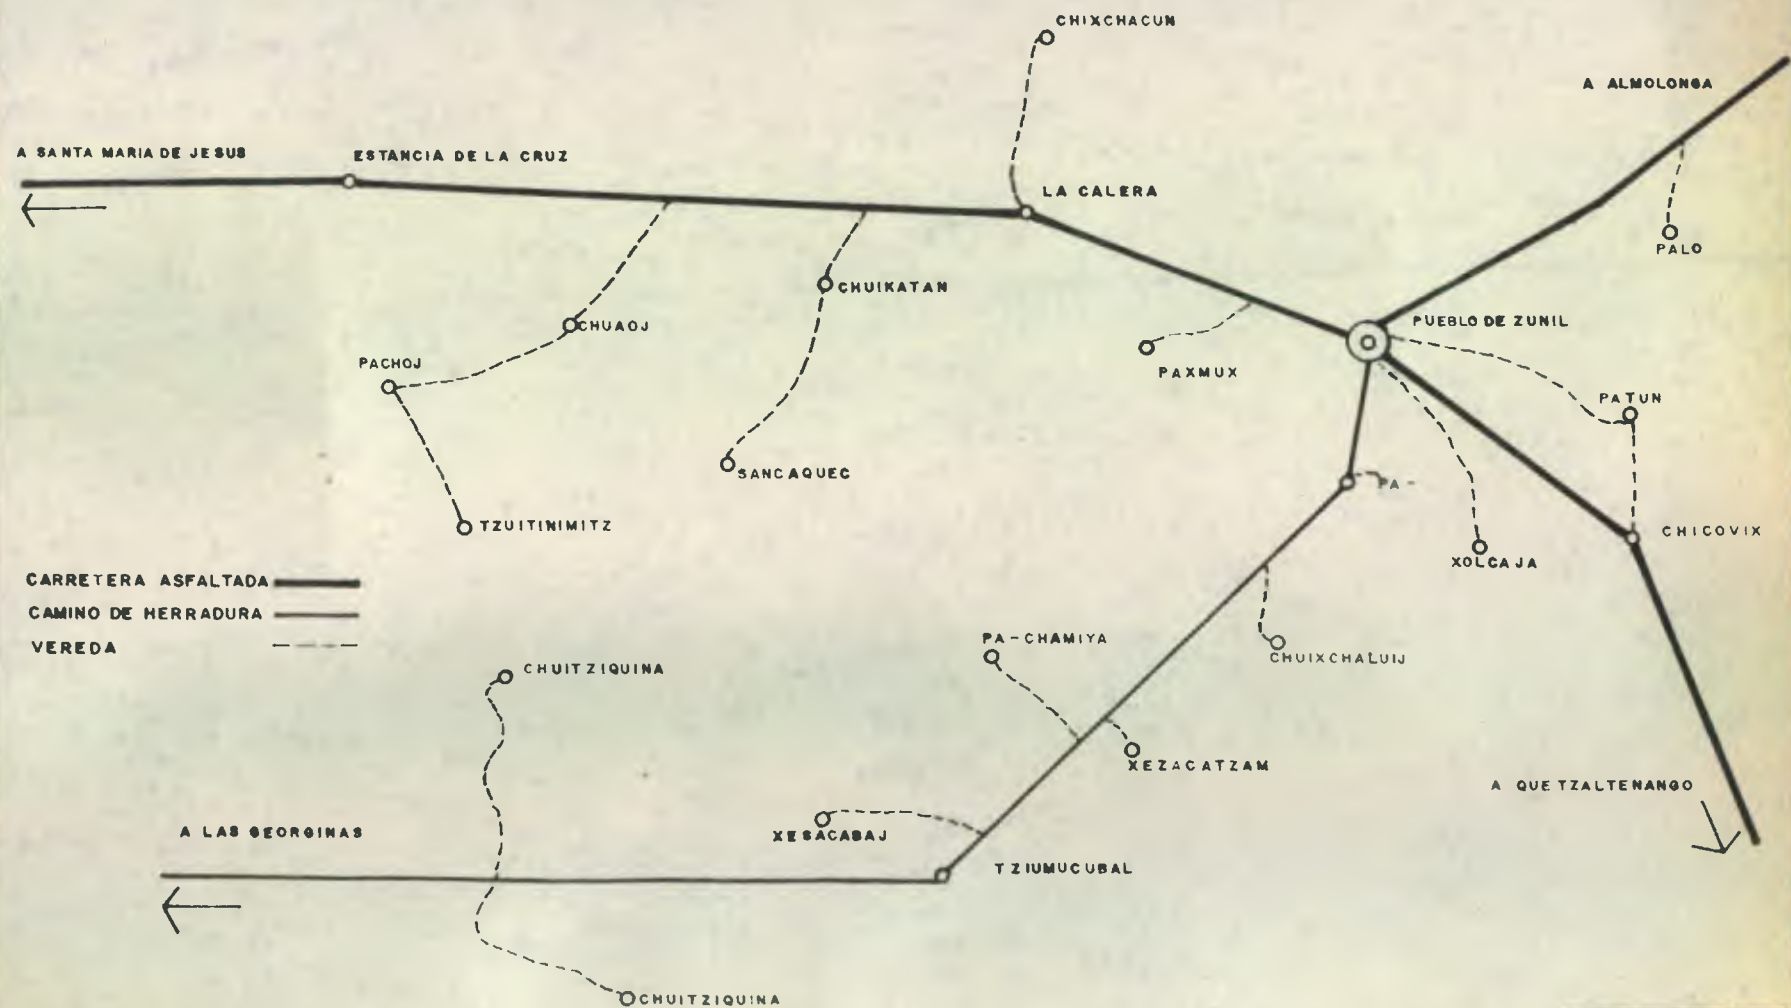 CHIXCHACUN
A ALMOLONGA
A SANTA MARIA DE JESUS
ESTANCIA DE LA CRUZ
LA CALERA
PALO
CHUIKATAN
CHUAOJ
PUEBLO DE ZUNIL
PACHOJ
PAXMUX
PATUN
SANCAQUEC
PA-
TZUITINIMITZ
CHICOVIX
XOLCAJA
CARRETERA ASFALTADA
CAMINO DE HERRADURA
VEREDA
PA-CHAMIYA
CHUIXCHALUIJ
CHUITZIQUINA
XEZACATZAM
A QUETZALTENANGO
A LAS GEORGINAS
XESACABAJ
TZIUMUCUBAL
CHUITZIQUINA